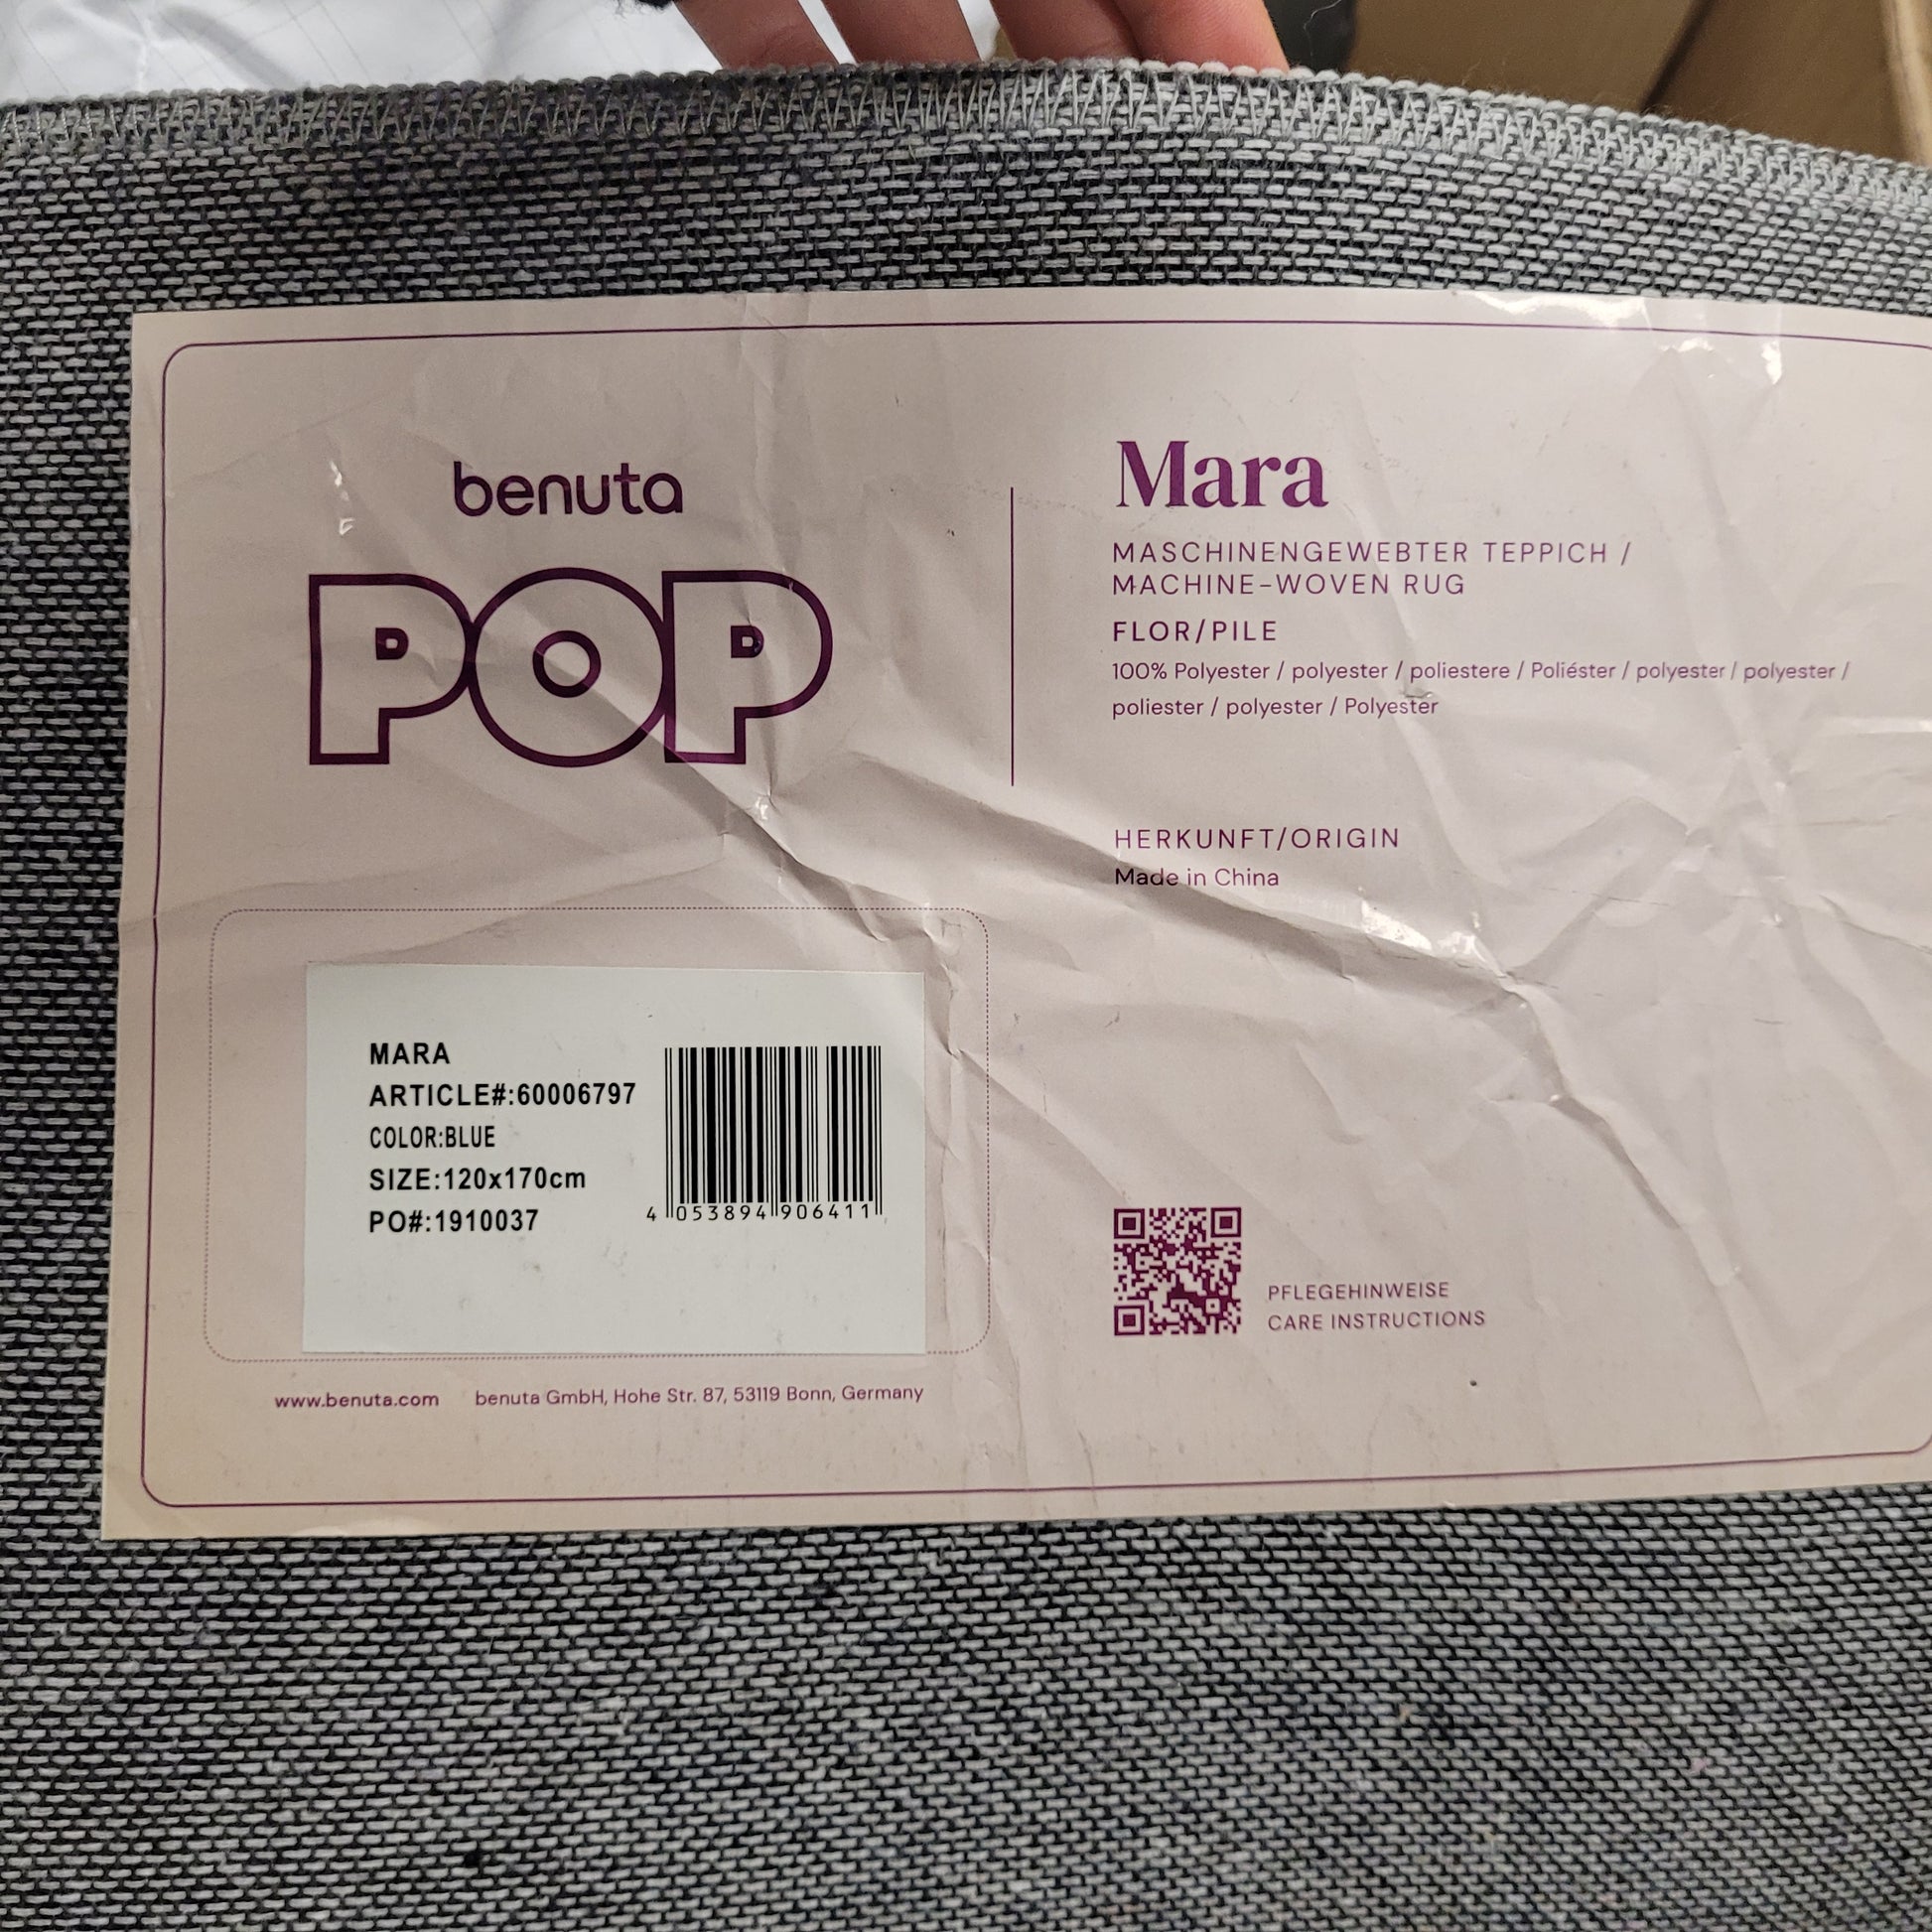 benuta
POP
Mara
MASCHINENGEWEBTER TEPPICH /
MACHINE-WOVEN RUG
FLOR/PILE
100% Polyester / polyester / poliestere / Poliéster / polyester / polyester /
poliester / polyester / Polyester
HERKUNFT/ORIGIN
Made in China
MARA
ARTICLE#:60006797
COLOR:BLUE
SIZE:120x170cm
PO#:1910037
4 053894 906411
PFLEGEHINWEISE
CARE INSTRUCTIONS
www.benuta.com benuta GmbH, Hohe Str. 87, 53119 Bonn, Germany